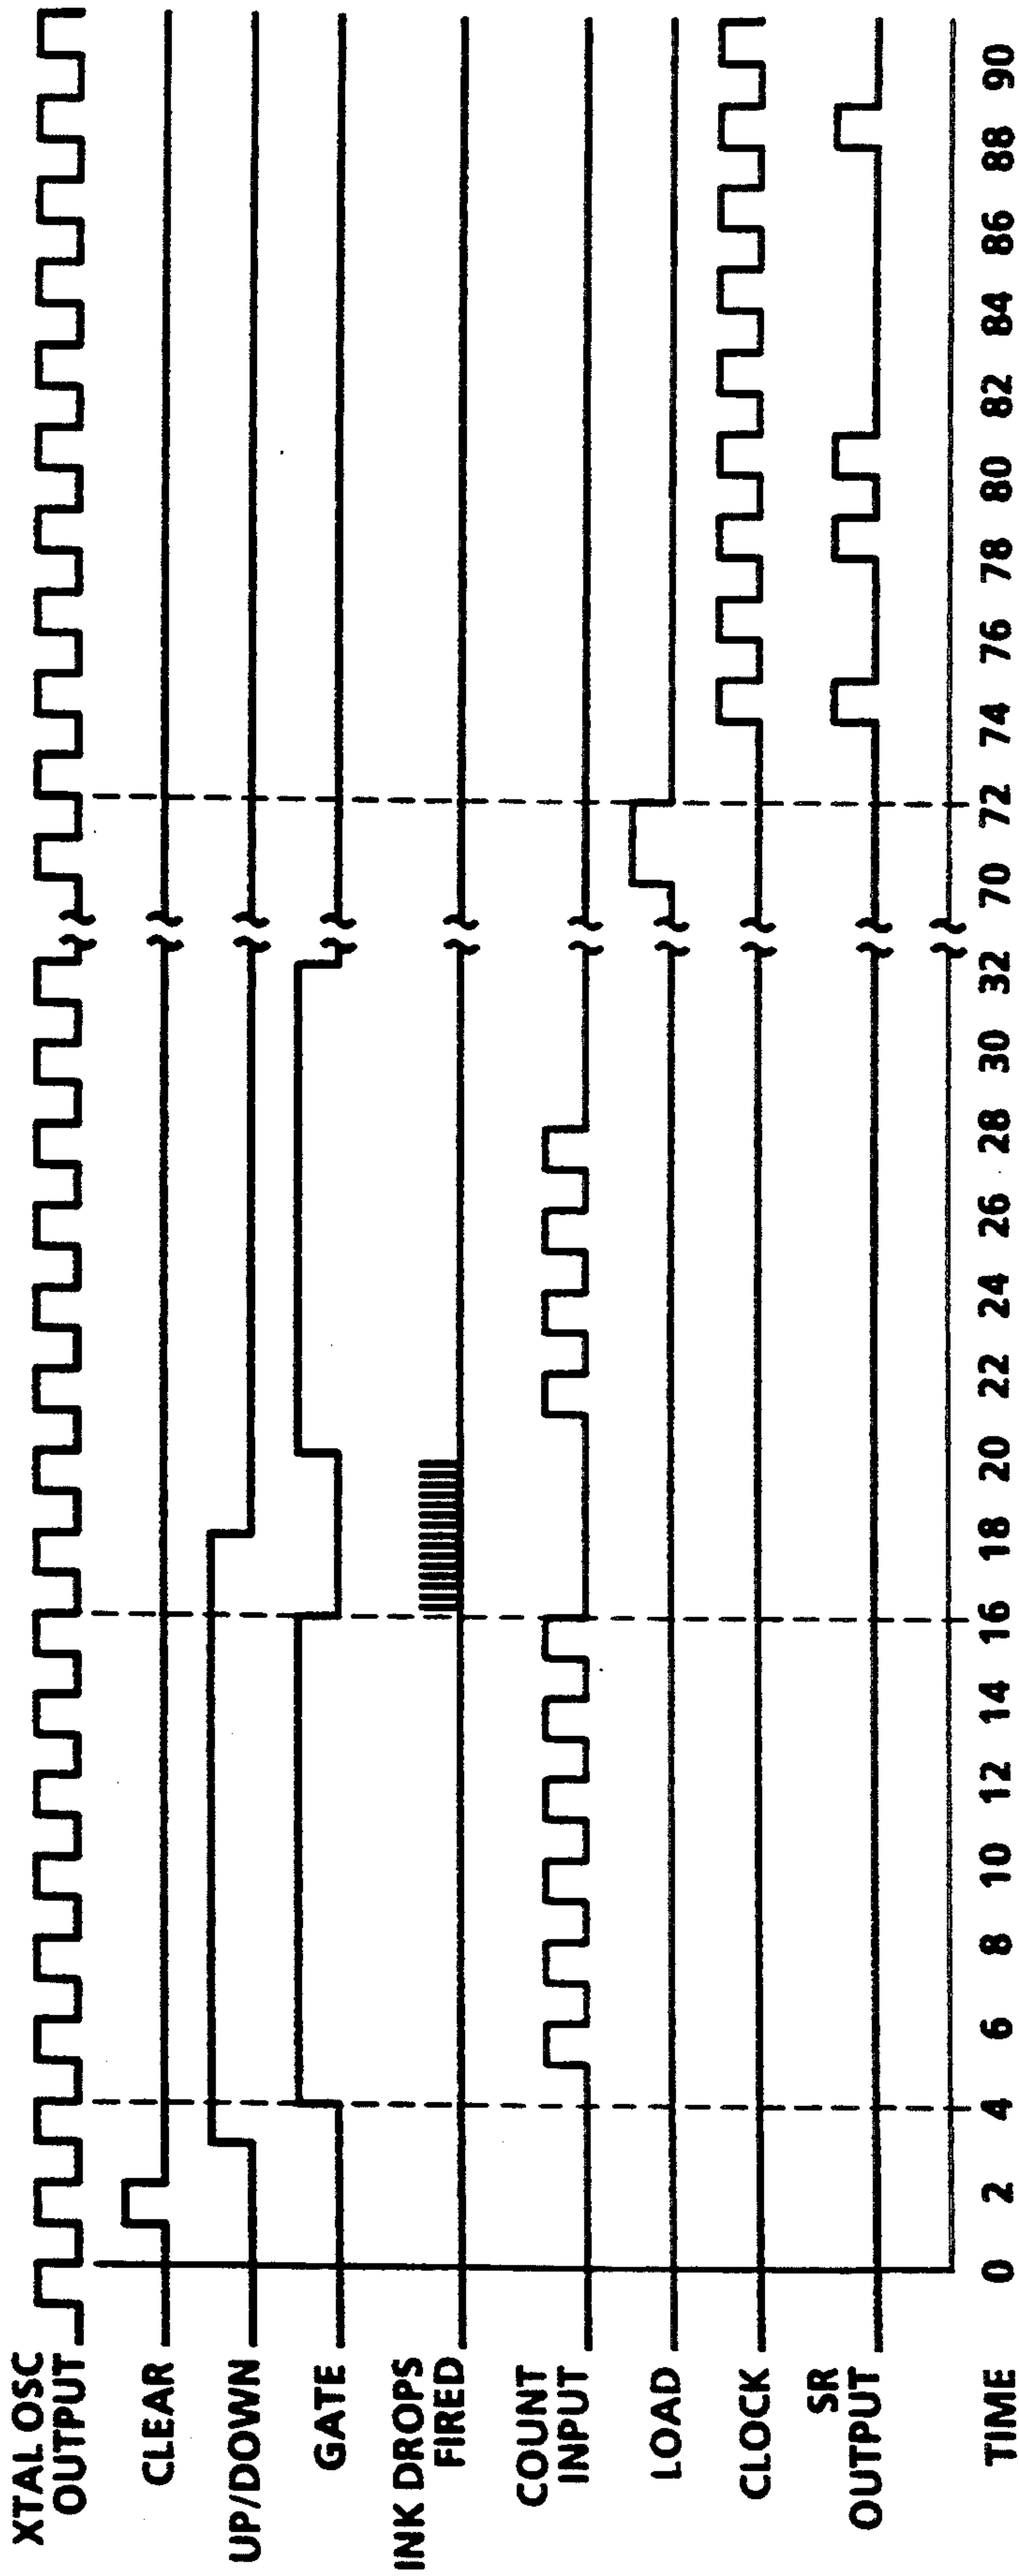 XTAL OSC
OUTPUT
CLEAR
UP/DOWN
GATE
INK DROPS
FIRED
COUNT
INPUT
LOAD
CLOCK
SR
OUTPUT
TIME 0 2 4 6 8 10 12 14 16 18 20 22 24 26 28 30 32 70 72 74 76 78 80 82 84 86 88 90